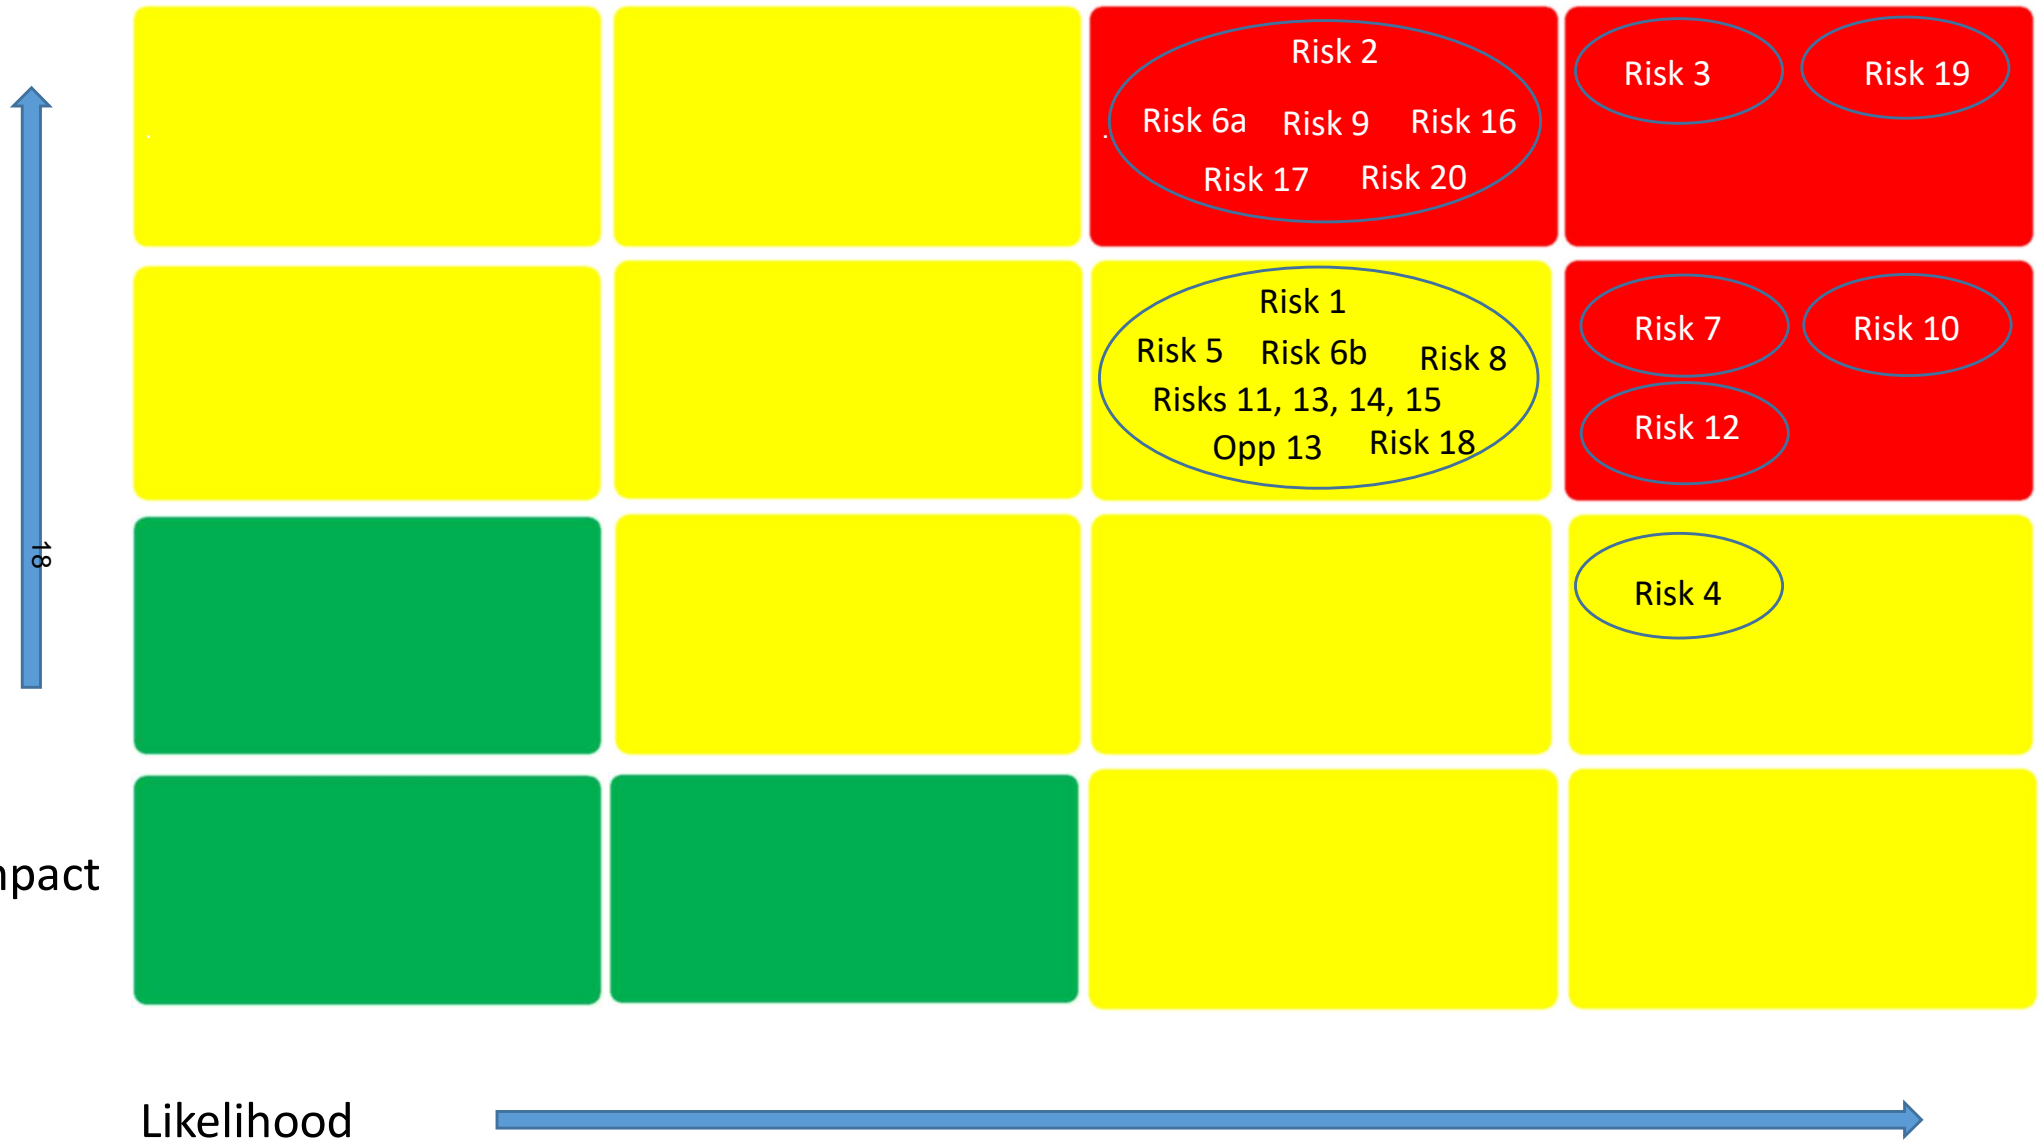 Risk 2
Risk 3
Risk 19
Risk 6a
Risk 9
Risk 16
Risk 17
Risk 20
Risk 1
Risk 5
Risk 6b
Risk 8
Risks 11, 13, 14, 15
Opp 13
Risk 18
Risk 7
Risk 10
Risk 12
18
Risk 4
npact
Likelihood